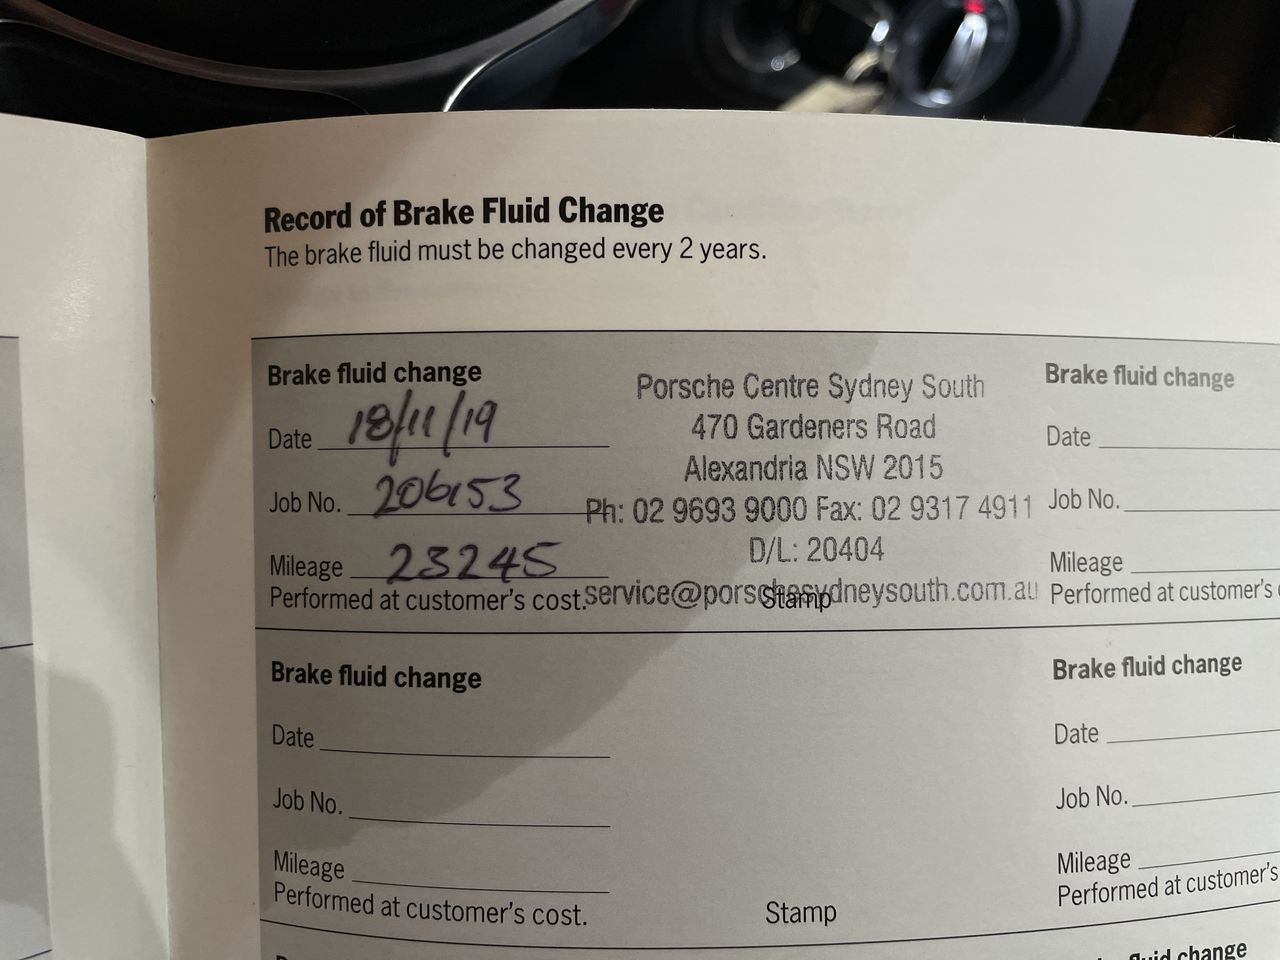 Record of Brake Fluid Change
The brake fluid must be changed every 2 years.
Brake fluid change
Date 18/11/19
Job No. 206153
Mileage 23245
Performed at customer's cost.
Porsche Centre Sydney South
470 Gardeners Road
Alexandria NSW 2015
Ph: 02 9693 9000 Fax: 02 9317 4911
D/L: 20404
service@porschesydneysouth.com.au
Stamp
Brake fluid change
Date
Job No.
Mileage
Performed at customer's
Brake fluid change
Date
Job No.
Mileage
Performed at customer's cost.
Stamp
Brake fluid change
Date
Job No.
Mileage
Performed at customer's
fluid change